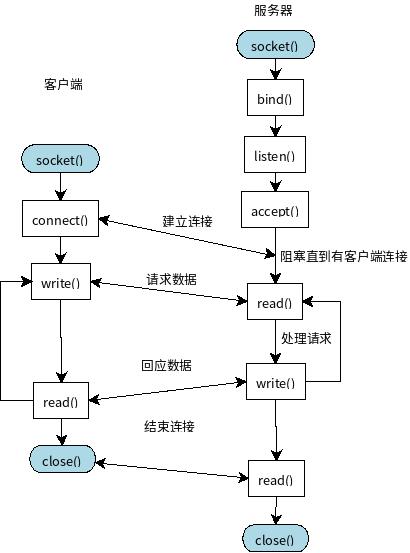 服务器
socket()
客户端
bind()
listen()
socket()
accept()
connect()
建立连接
阻塞直到有客户端连接
write()
请求数据
read()
处理请求
回应数据
write()
read()
结束连接
close()
read()
close()